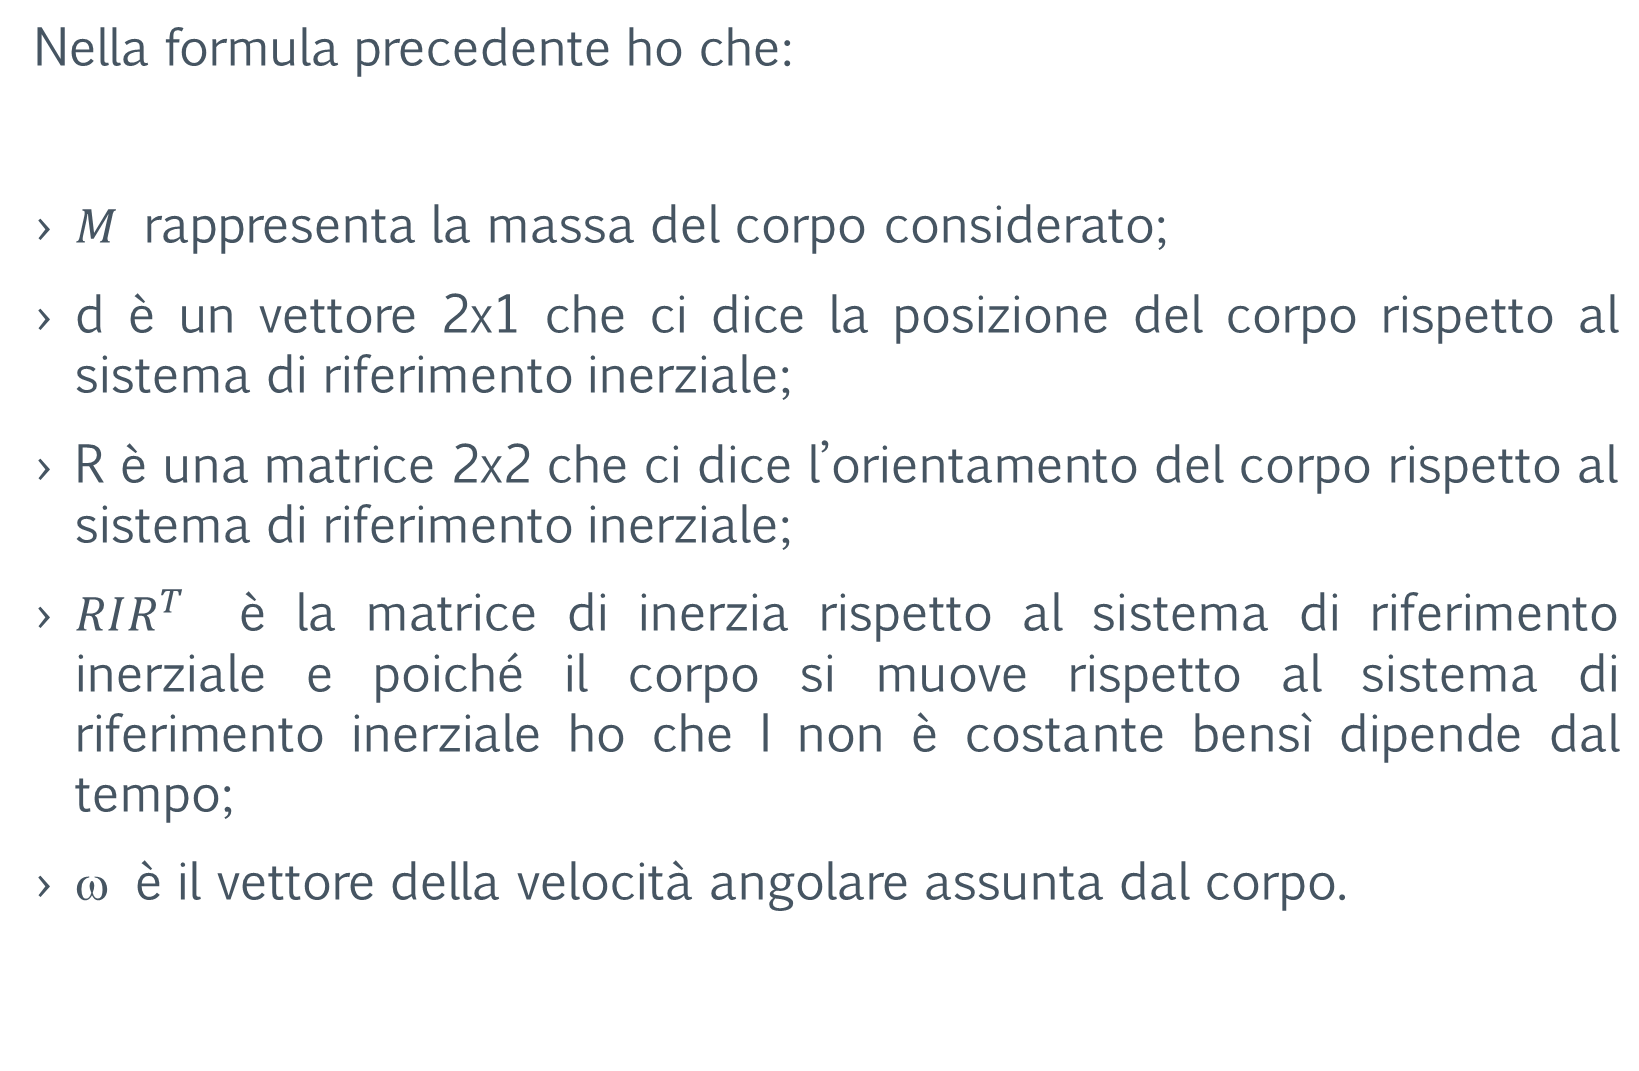 Nella formula precedente ho che:
› M rappresenta la massa del corpo considerato;
› d è un vettore 2x1 che ci dice la posizione del corpo rispetto al
sistema di riferimento inerziale;
› R è una matrice 2x2 che ci dice l’orientamento del corpo rispetto al
sistema di riferimento inerziale;
› RIRᵀ è la matrice di inerzia rispetto al sistema di riferimento
inerziale e poiché il corpo si muove rispetto al sistema di
riferimento inerziale ho che I non è costante bensì dipende dal
tempo;
› ω è il vettore della velocità angolare assunta dal corpo.